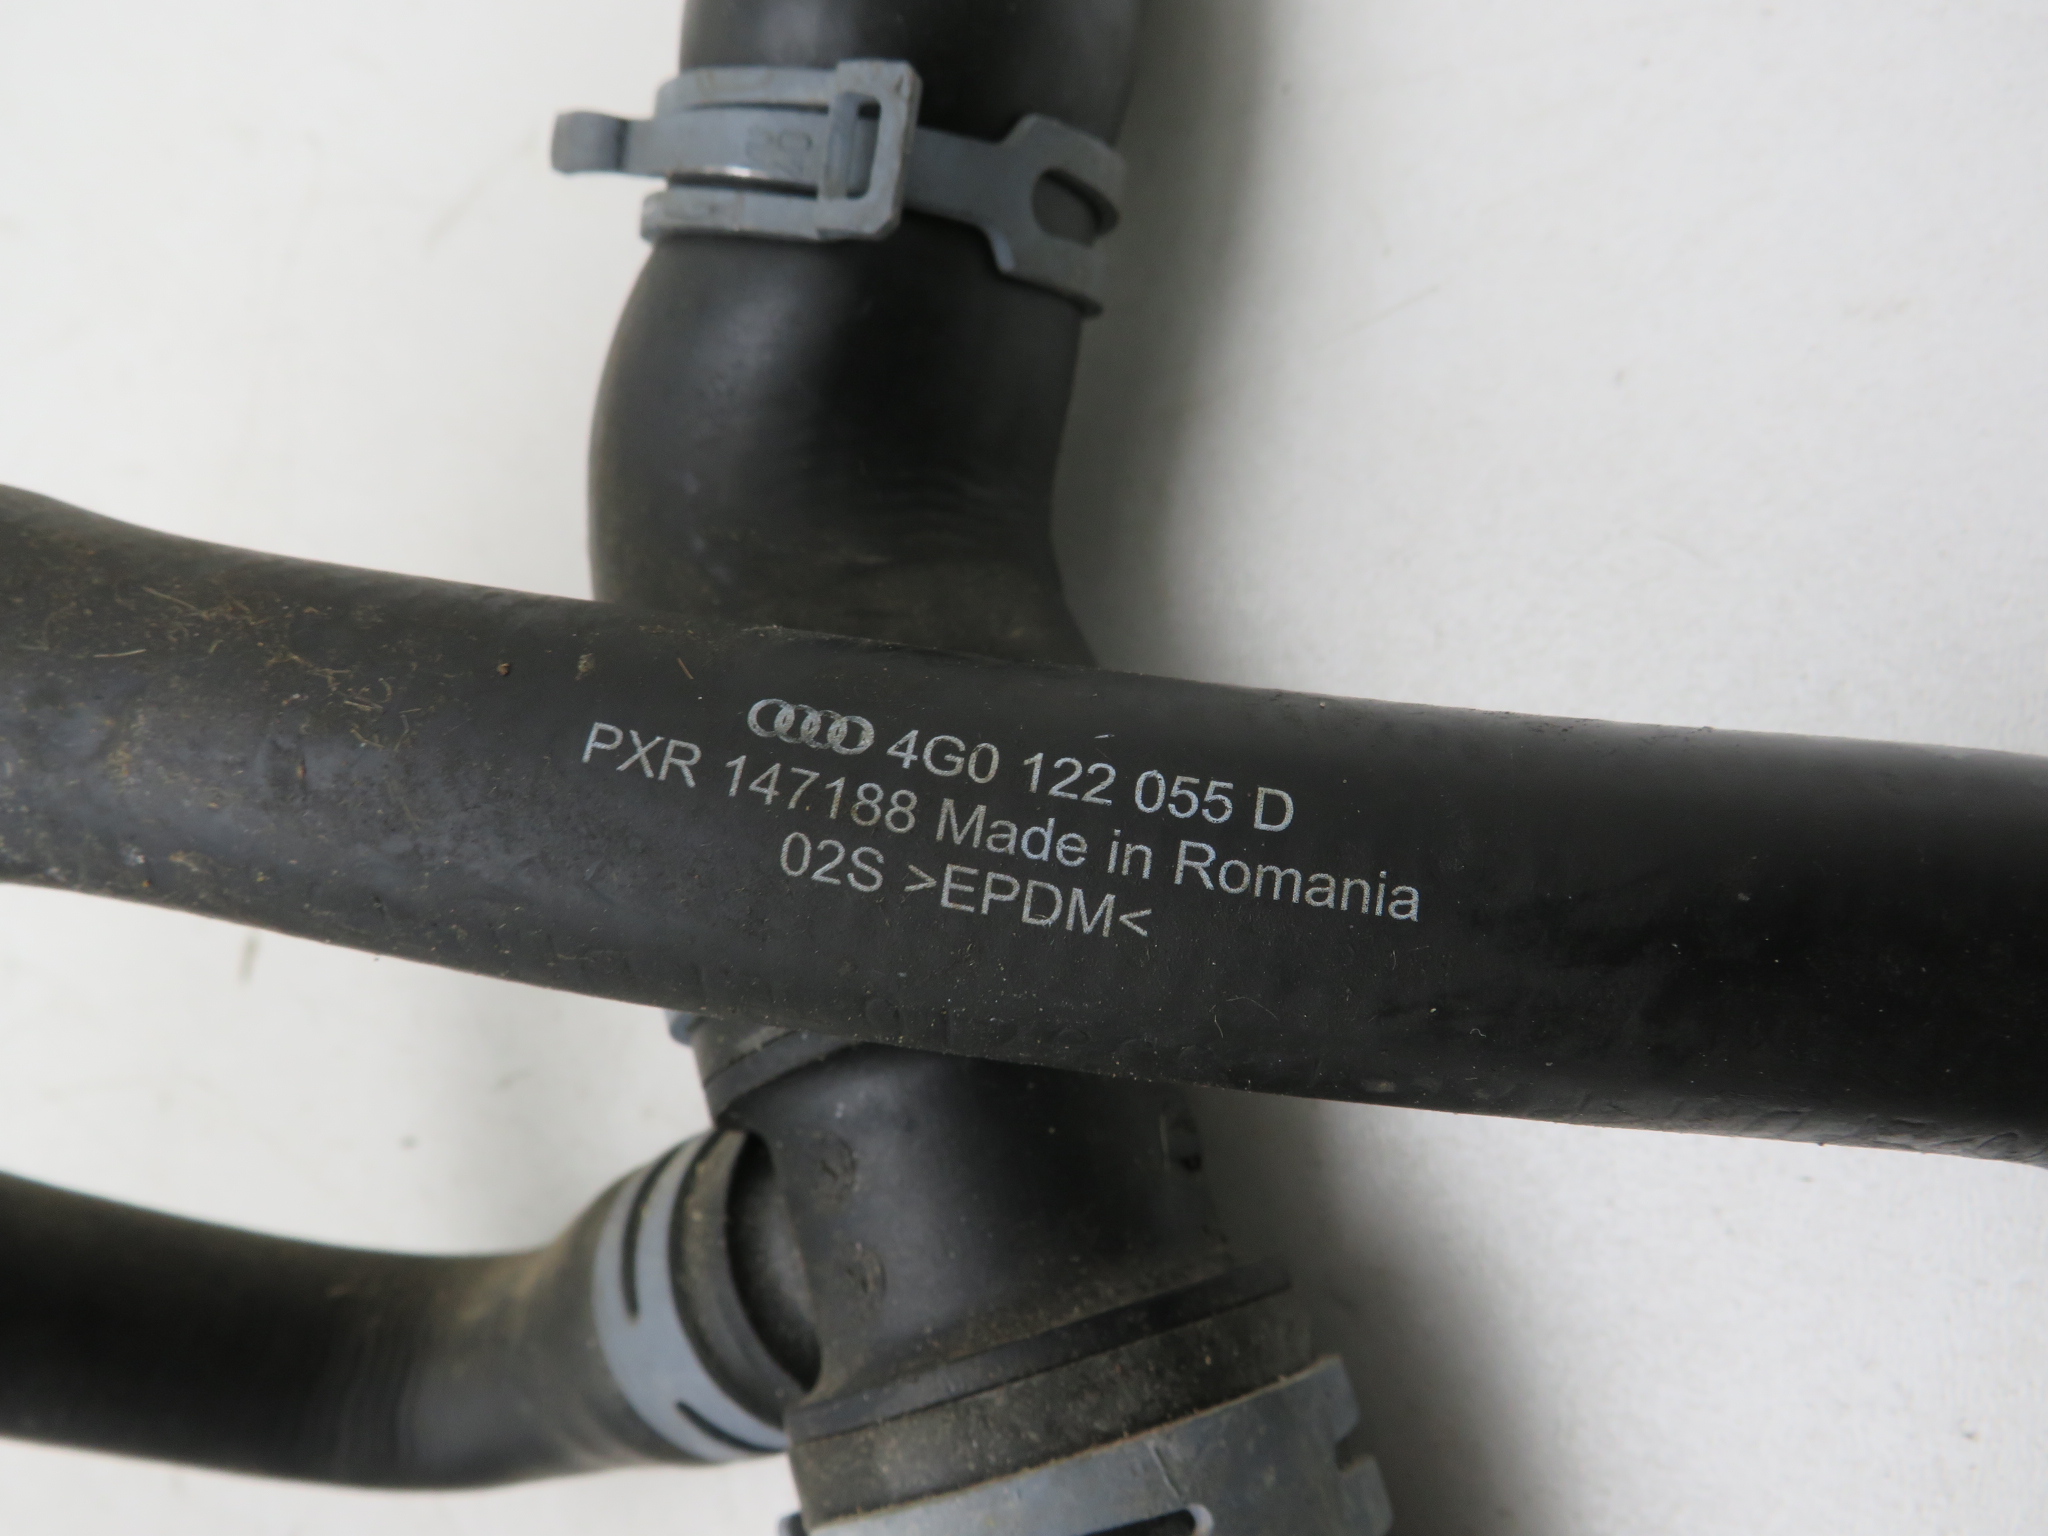 4G0 122 055 D
PXR 147188 Made in Romania
02S >EPDM<